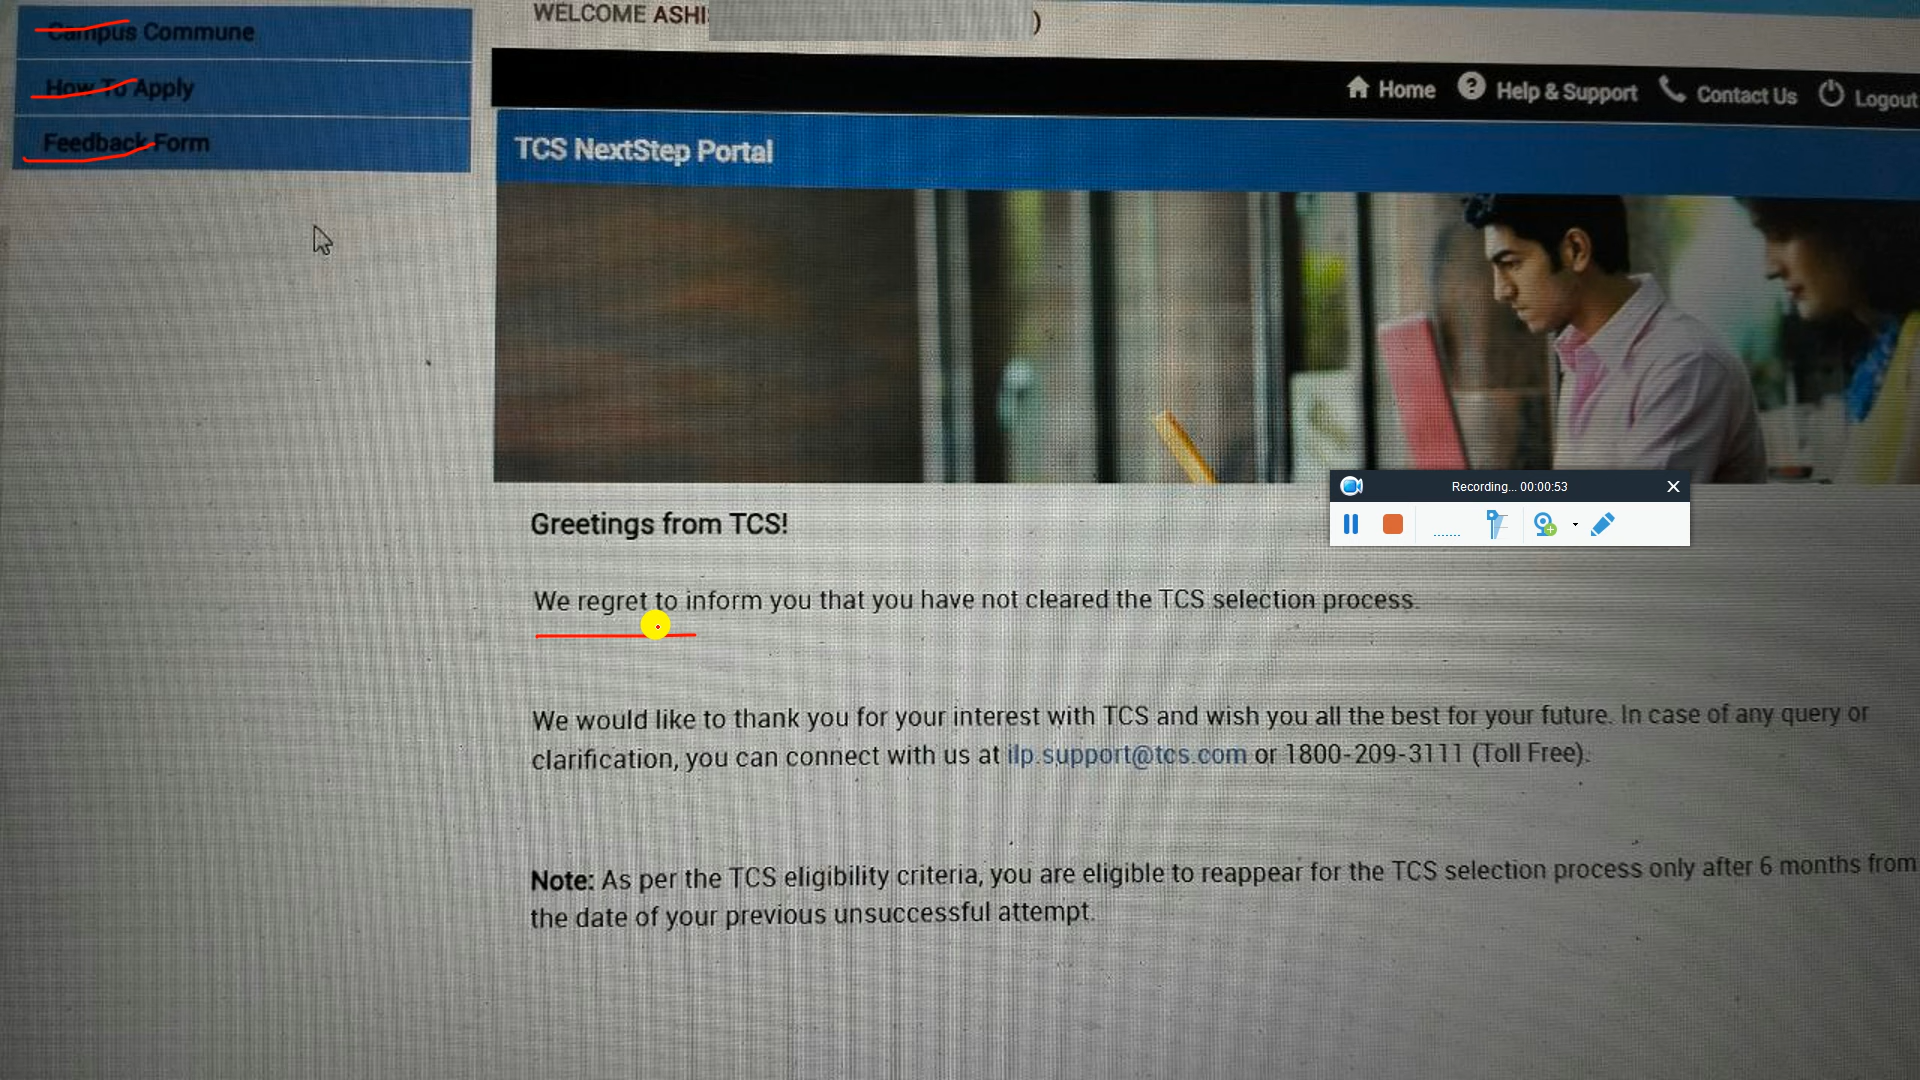 Campus Commune
How To Apply
Feedback Form
WELCOME ASHI )
Home Help & Support Contact Us Logout
TCS NextStep Portal
Recording... 00:00:53
Greetings from TCS!
We regret to inform you that you have not cleared the TCS selection process.
We would like to thank you for your interest with TCS and wish you all the best for your future. In case of any query or
clarification, you can connect with us at ilp.support@tcs.com or 1800-209-3111 (Toll Free).
Note: As per the TCS eligibility criteria, you are eligible to reappear for the TCS selection process only after 6 months from
the date of your previous unsuccessful attempt.